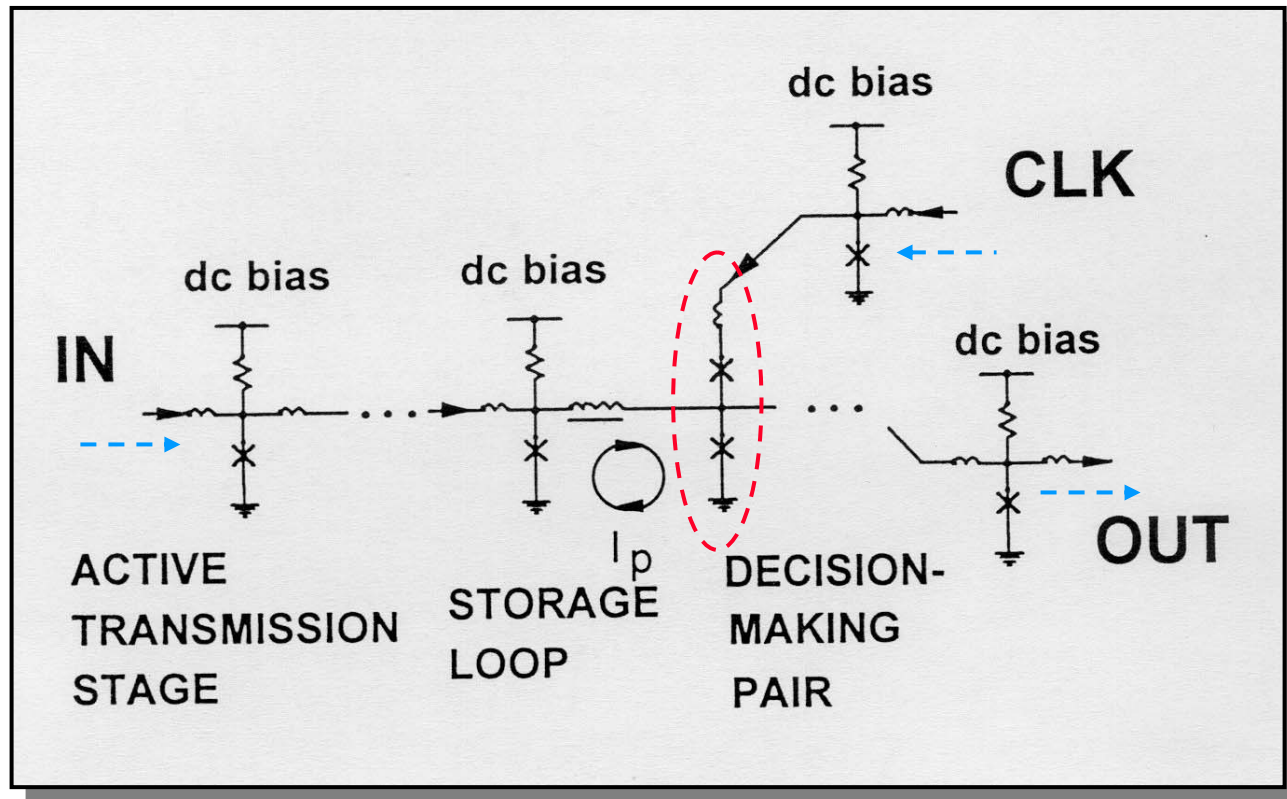 dc bias
CLK
dc bias
dc bias
IN
dc bias
OUT
Ip
ACTIVE
TRANSMISSION
STAGE
STORAGE
LOOP
DECISION-
MAKING
PAIR